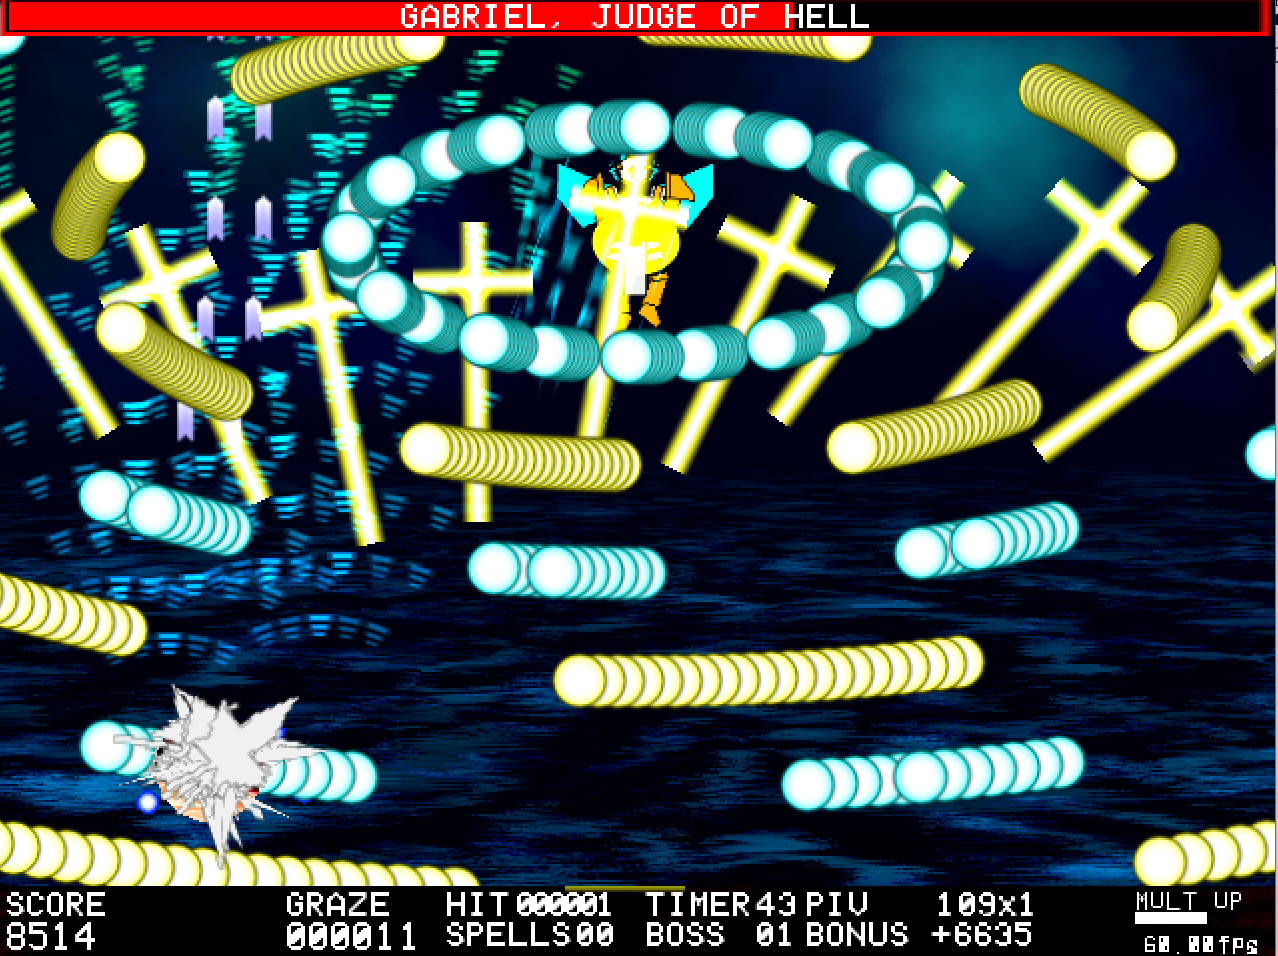 GABRIEL, JUDGE OF HELL
SCORE GRAZE HIT 000001 TIMER 43 PIV 109x1 MULT UP
8514 000011 SPELLS 00 BOSS 01 BONUS +6635
60.00fps